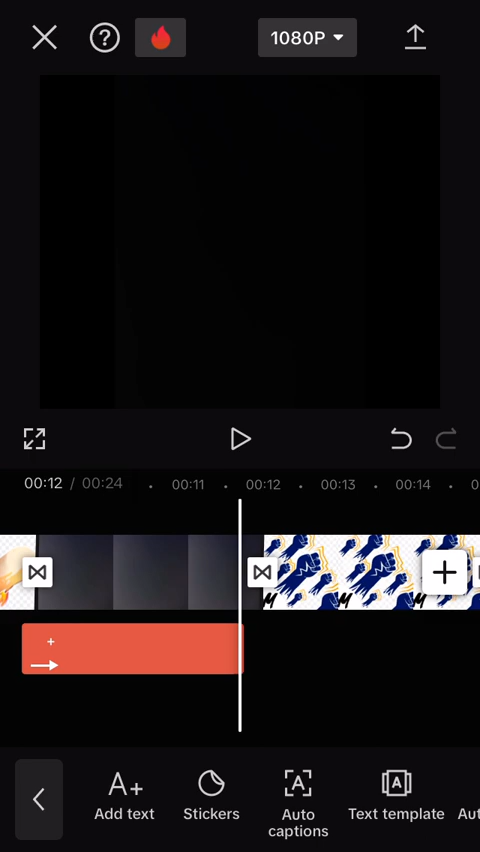 1080P
00:12 / 00:24
00:11
00:12
00:13
00:14
Add text
Stickers
Auto
captions
Text template